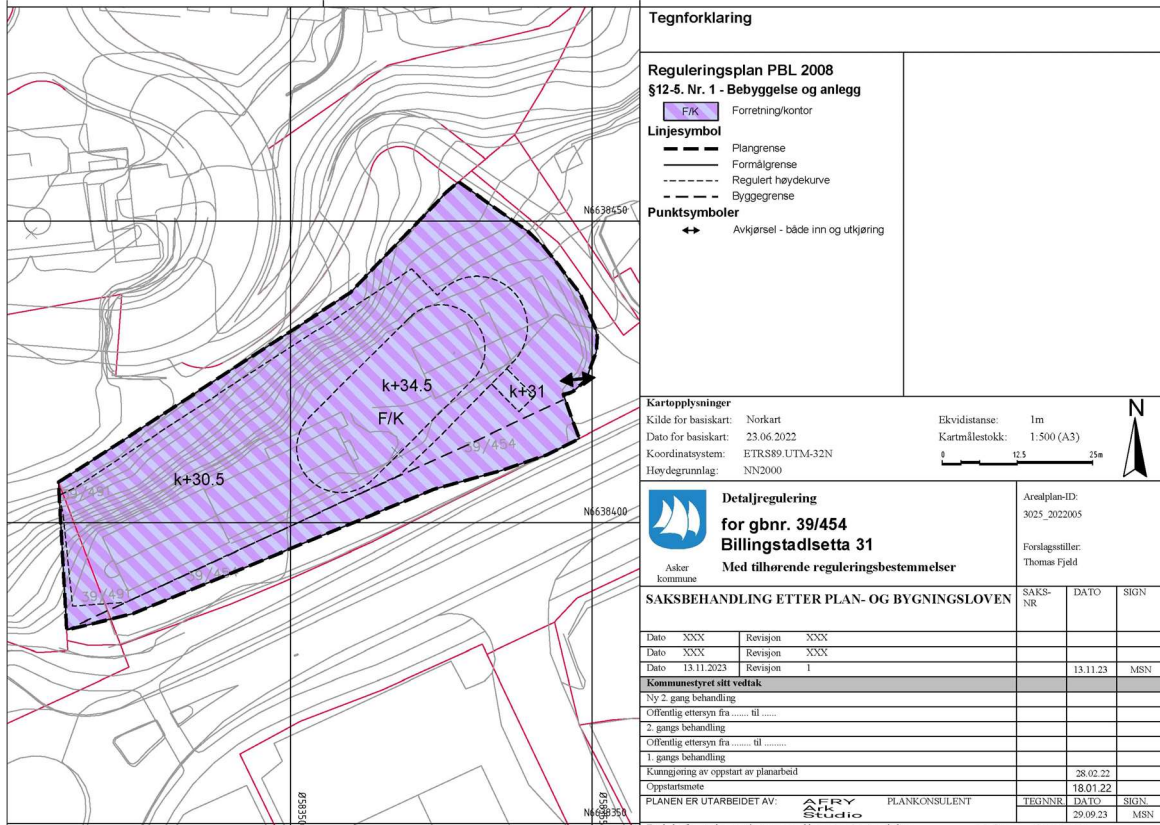 N6638450
k+34.5
k+31
F/K
39/454
k+30.5
N6638400
39/491
N6638350
Tegnforklaring
Reguleringsplan PBL 2008
§12-5. Nr. 1 - Bebyggelse og anlegg
F/K Forretning/kontor
Linjesymbol
Plangrense
Formålgrense
Regulert høydekurve
Byggegrense
Punktsymboler
Avkjørsel - både inn og utkjøring
Kartopplysninger
Kilde for basiskart: Norkart
Dato for basiskart: 23.06.2022
Koordinatsystem: ETRS89.UTM-32N
Høydegrunnlag: NN2000
Ekvidistanse: 1m
Kartmålestokk: 1:500 (A3)
0 12.5 25m
N
Asker
kommune
Detaljregulering
for gbnr. 39/454
Billingstadlsetta 31
Med tilhørende reguleringsbestemmelser
Arealplan-ID:
3025_2022005
Forslagsstiller:
Thomas Fjeld
SAKSBEHANDLING ETTER PLAN- OG BYGNINGSLOVEN SAKS-NR DATO SIGN
Dato XXX Revisjon XXX
Dato XXX Revisjon XXX
Dato 13.11.2023 Revisjon 1 13.11.23 MSN
Kommunestyret sitt vedtak
Ny 2. gang behandling
Offentlig ettersyn fra ....... til ......
2. gangs behandling
Offentlig ettersyn fra ........ til .........
1. gangs behandling
Kunngjøring av oppstart av planarbeid 28.02.22
Oppstartsmøte 18.01.22
PLANEN ER UTARBEIDET AV: AFRY Ark Studio PLANKONSULENT TEGNNR. DATO SIGN.
29.09.23 MSN